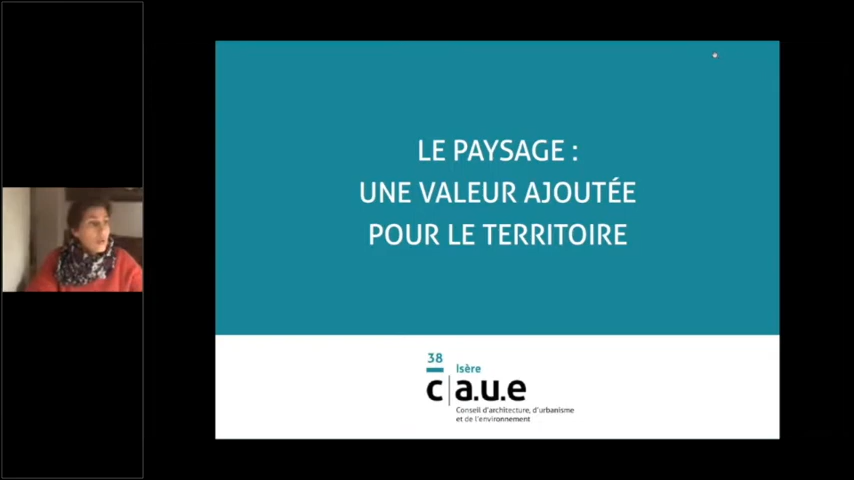 LE PAYSAGE :
UNE VALEUR AJOUTÉE
POUR LE TERRITOIRE
38
Isère
c|a.u.e
Conseil d'architecture, d'urbanisme
et de l'environnement